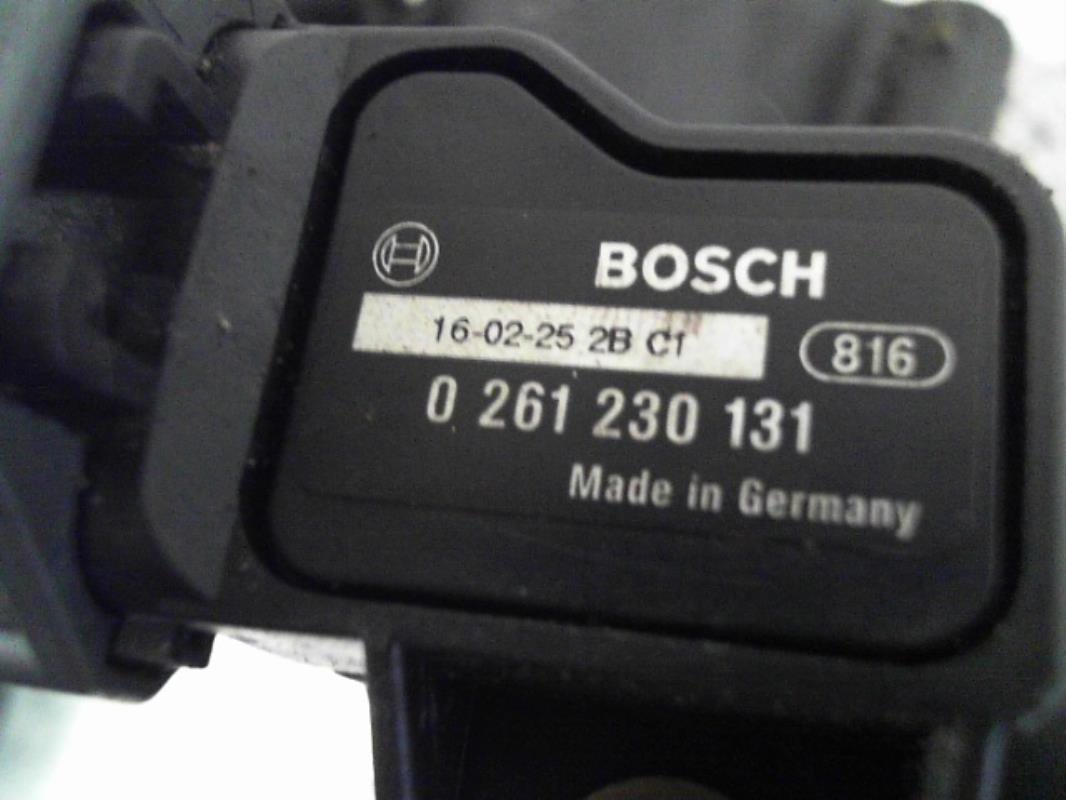 BOSCH
16-02-25 2B C1
816
0 261 230 131
Made in Germany